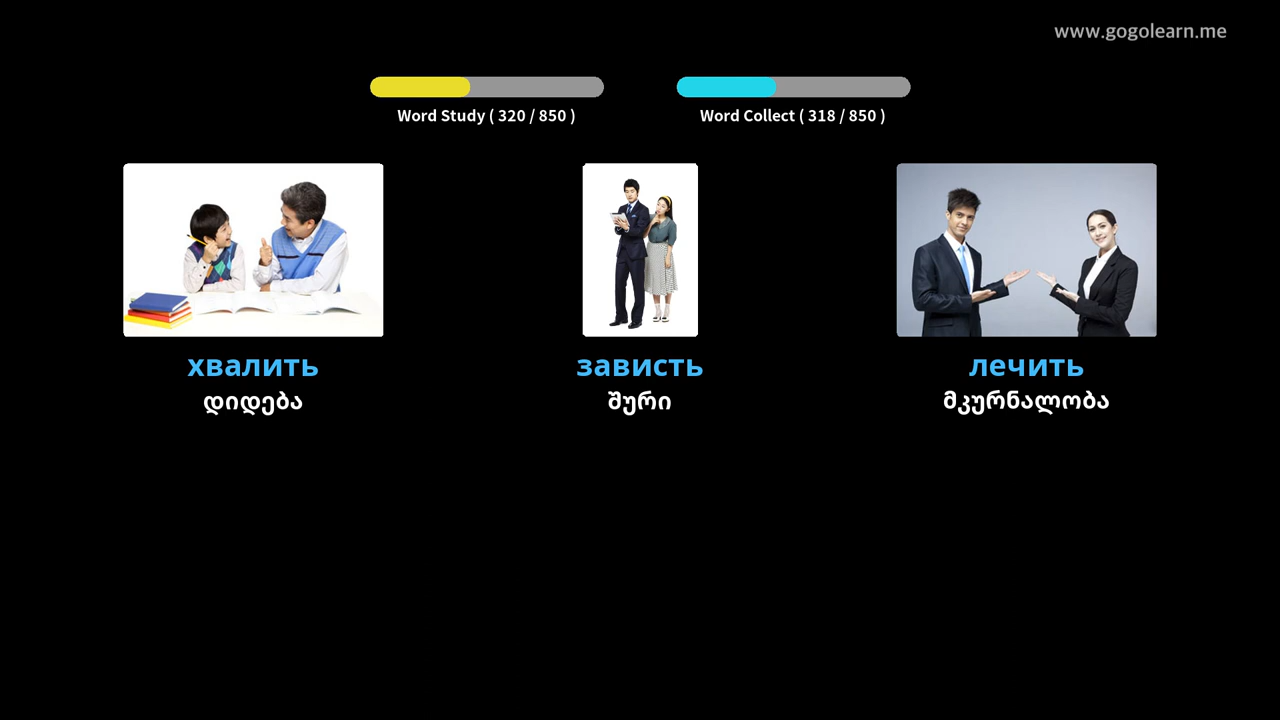 www.gogolearn.me
Word Study ( 320 / 850 )
Word Collect ( 318 / 850 )
хвалить
зависть
лечить
დიდება
შური
მკურნალობა